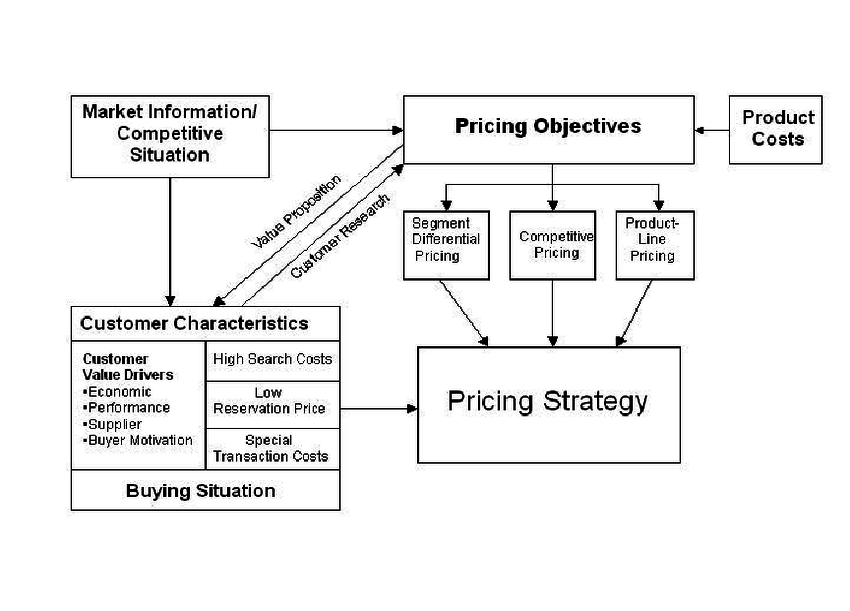 Market Information/
Competitive
Situation
Pricing Objectives
Product
Costs
Value Proposition
Customer Research
Segment
Differential
Pricing
Competitive
Pricing
Product-
Line
Pricing
Customer Characteristics
Customer
Value Drivers
•Economic
•Performance
•Supplier
•Buyer Motivation
High Search Costs
Low
Reservation Price
Special
Transaction Costs
Buying Situation
Pricing Strategy